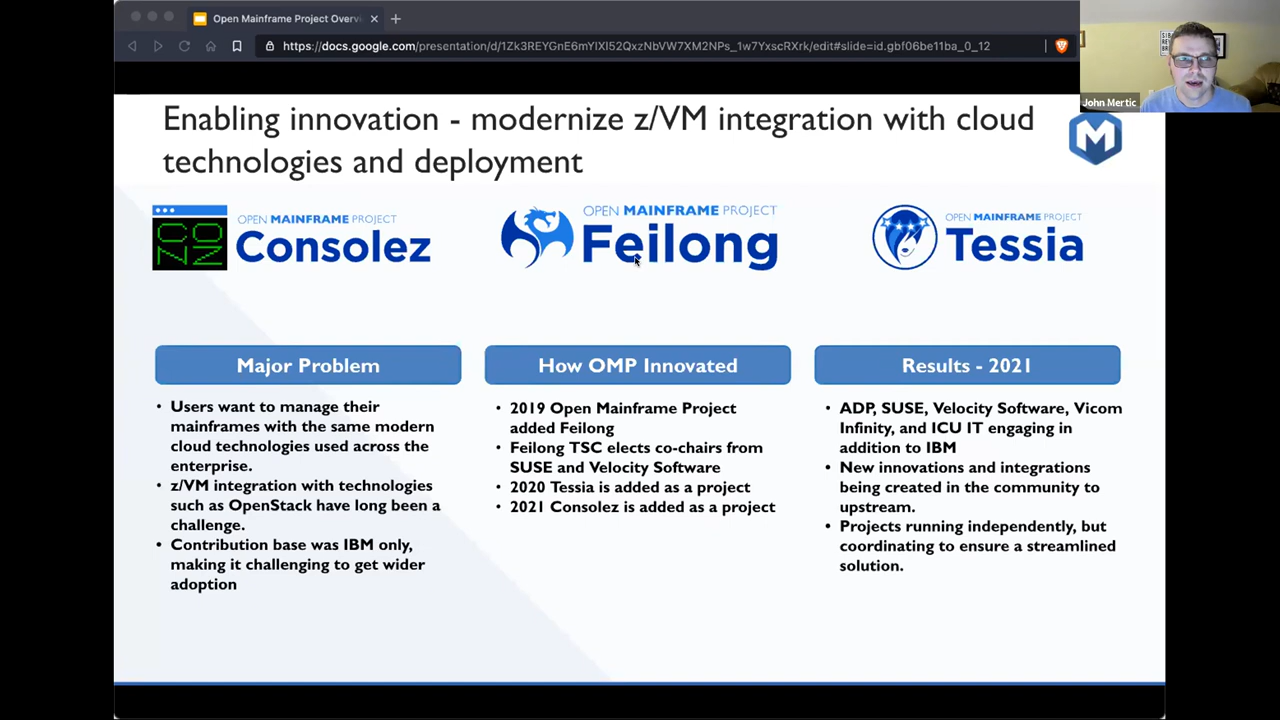 Open Mainframe Project Overvi
https://docs.google.com/presentation/d/1Zk3REYGnE6mYlXI52QxzNbVW7XM2NPs_1w7YxscRXrk/edit#slide=id.gbf06be11ba_0_12
John Mertic
Enabling innovation - modernize z/VM integration with cloud
technologies and deployment
M
CO
NZ
OPEN MAINFRAME PROJECT
Consolez
OPEN MAINFRAME PROJECT
Feilong
OPEN MAINFRAME PROJECT
Tessia
Major Problem
• Users want to manage their
mainframes with the same modern
cloud technologies used across the
enterprise.
• z/VM integration with technologies
such as OpenStack have long been a
challenge.
• Contribution base was IBM only,
making it challenging to get wider
adoption
How OMP Innovated
• 2019 Open Mainframe Project
added Feilong
• Feilong TSC elects co-chairs from
SUSE and Velocity Software
• 2020 Tessia is added as a project
• 2021 Consolez is added as a project
Results - 2021
• ADP, SUSE, Velocity Software, Vicom
Infinity, and ICU IT engaging in
addition to IBM
• New innovations and integrations
being created in the community to
upstream.
• Projects running independently, but
coordinating to ensure a streamlined
solution.